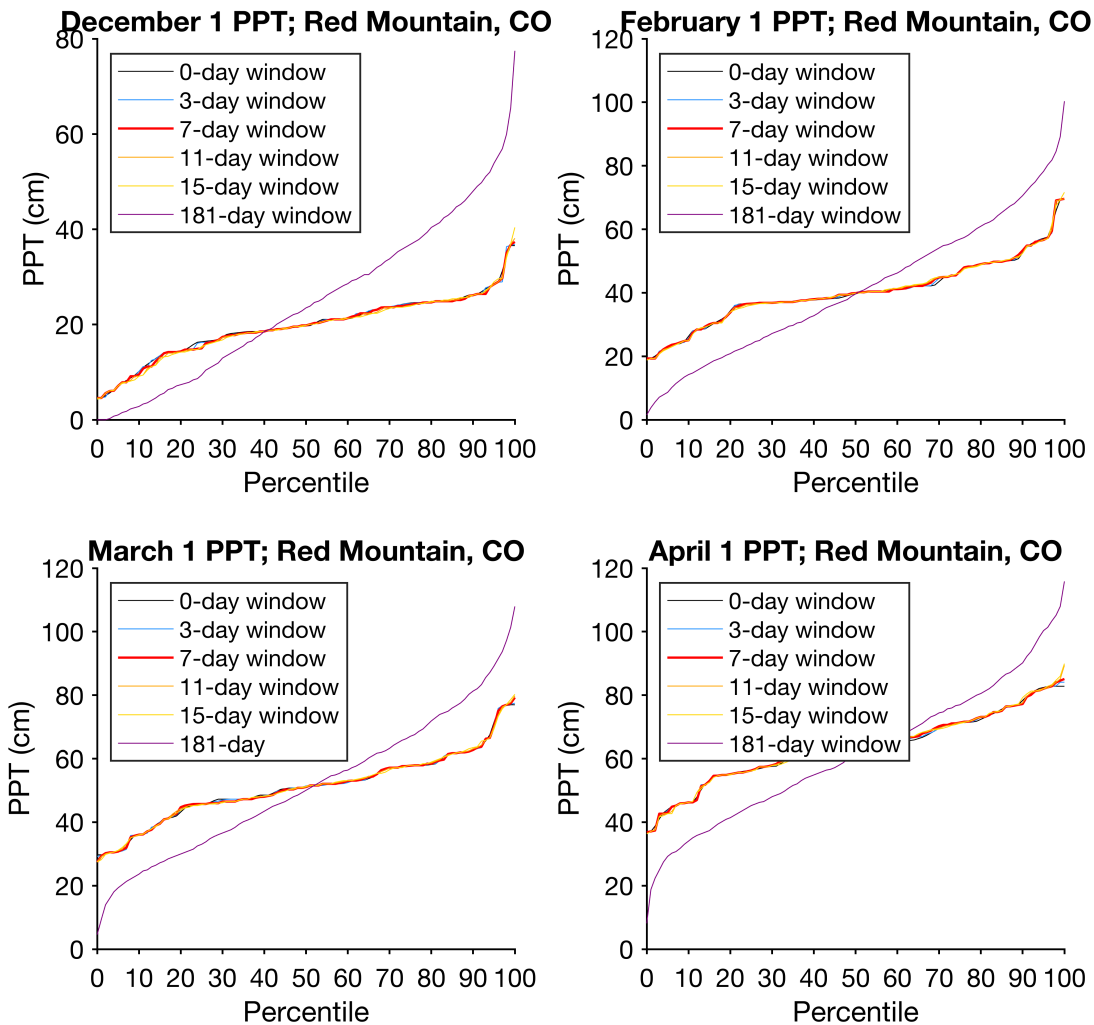 December 1 PPT; Red Mountain, CO
80
60
40
20
0
PPT (cm)
0-day window
3-day window
7-day window
11-day window
15-day window
181-day window
0 10 20 30 40 50 60 70 80 90 100
Percentile
February 1 PPT; Red Mountain, CO
120
100
80
60
40
20
0
PPT (cm)
0-day window
3-day window
7-day window
11-day window
15-day window
181-day window
0 10 20 30 40 50 60 70 80 90 100
Percentile
March 1 PPT; Red Mountain, CO
120
100
80
60
40
20
0
PPT (cm)
0-day window
3-day window
7-day window
11-day window
15-day window
181-day
0 10 20 30 40 50 60 70 80 90 100
Percentile
April 1 PPT; Red Mountain, CO
120
100
80
60
40
20
0
PPT (cm)
0-day window
3-day window
7-day window
11-day window
15-day window
181-day window
0 10 20 30 40 50 60 70 80 90 100
Percentile